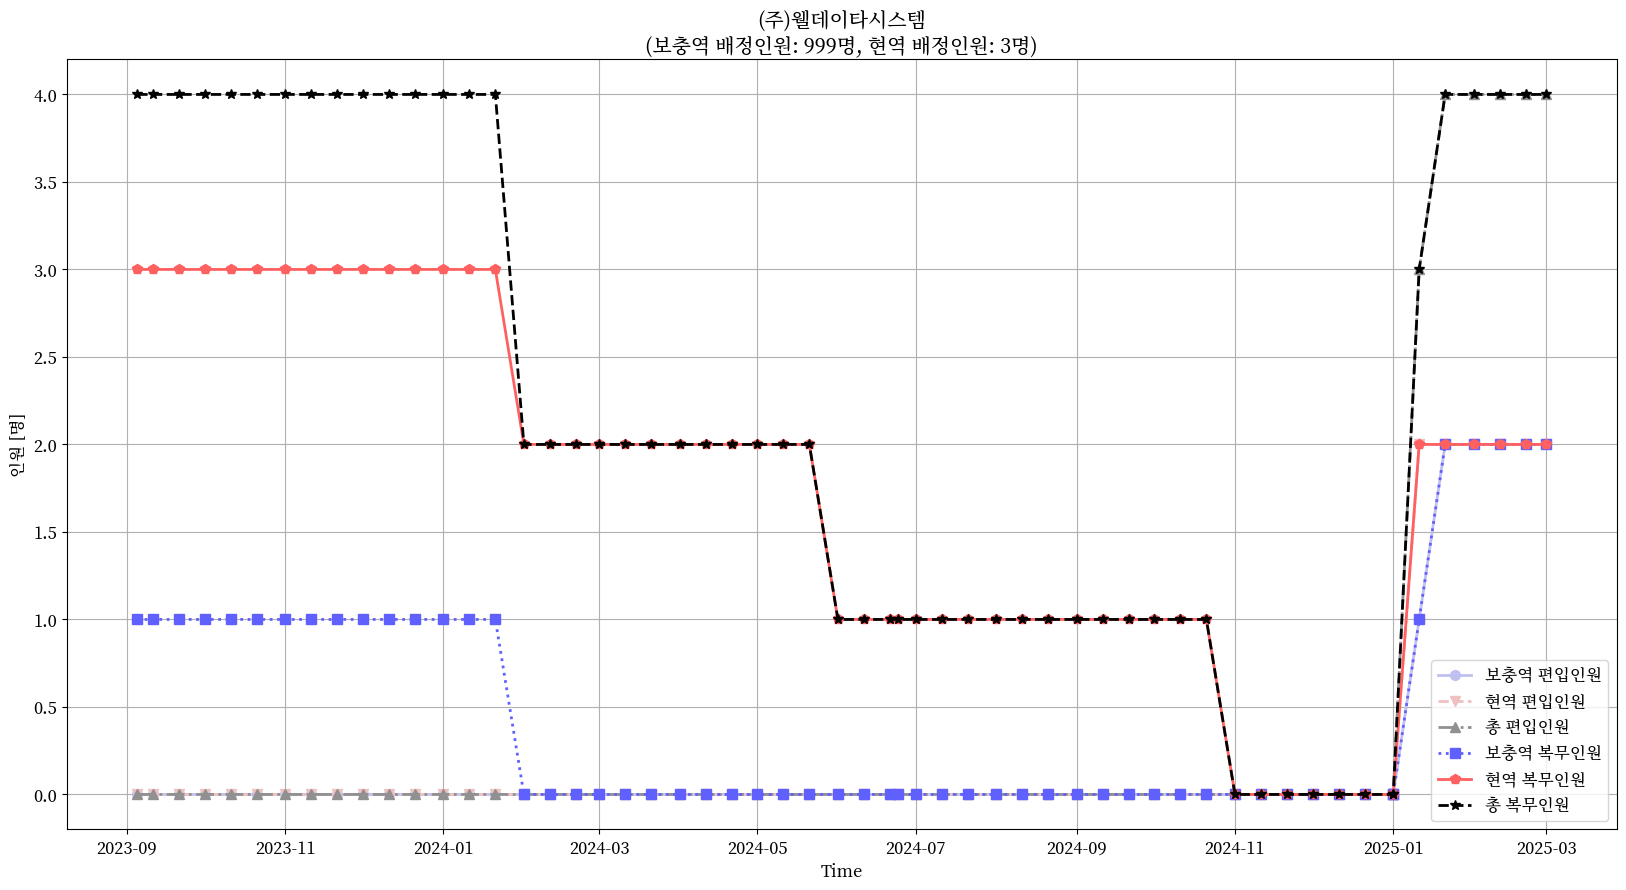 (주)웰데이타시스템
(보충역 배정인원: 999명, 현역 배정인원: 3명)
인원 [명]
4.0
3.5
3.0
2.5
2.0
1.5
1.0
0.5
0.0
보충역 편입인원
현역 편입인원
총 편입인원
보충역 복무인원
현역 복무인원
총 복무인원
2023-09 2023-11 2024-01 2024-03 2024-05 2024-07 2024-09 2024-11 2025-01 2025-03
Time